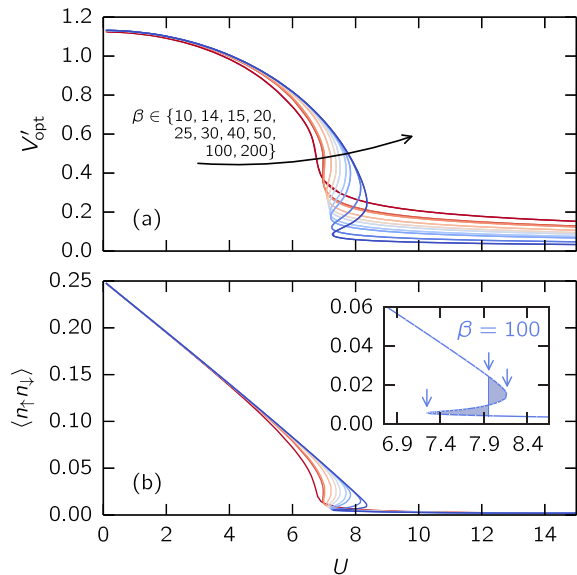 1.2
1.0
0.8
0.6
0.4
0.2
0.0
V′opt
β ∈ {10, 14, 15, 20,
25, 30, 40, 50,
100, 200}
(a)
0.25
0.20
0.15
0.10
0.05
0.00
⟨n↑n↓⟩
(b)
0.06
0.04
0.02
0.00
β = 100
6.9 7.4 7.9 8.4
0 2 4 6 8 10 12 14
U